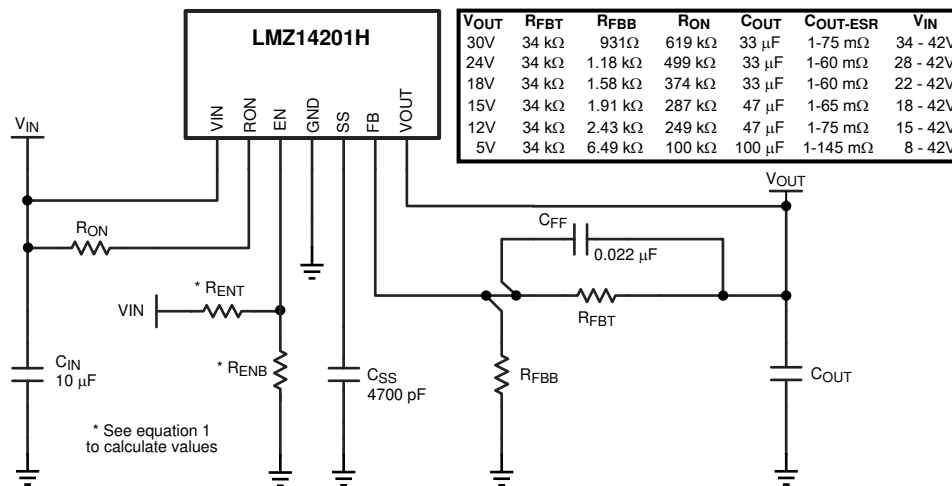 LMZ14201H
VIN RON EN GND SS FB VOUT
VOUT RFBT RFBB RON COUT COUT-ESR VIN
30V 34 kΩ 931Ω 619 kΩ 33 μF 1-75 mΩ 34 - 42V
24V 34 kΩ 1.18 kΩ 499 kΩ 33 μF 1-60 mΩ 28 - 42V
18V 34 kΩ 1.58 kΩ 374 kΩ 33 μF 1-60 mΩ 22 - 42V
15V 34 kΩ 1.91 kΩ 287 kΩ 47 μF 1-65 mΩ 18 - 42V
12V 34 kΩ 2.43 kΩ 249 kΩ 47 μF 1-75 mΩ 15 - 42V
5V 34 kΩ 6.49 kΩ 100 kΩ 100 μF 1-145 mΩ 8 - 42V
VIN
VOUT
RON
CFF
0.022 μF
* RENT
VIN
RFBT
* RENB
CIN
10 μF
CSS
4700 pF
RFBB
COUT
* See equation 1
to calculate values